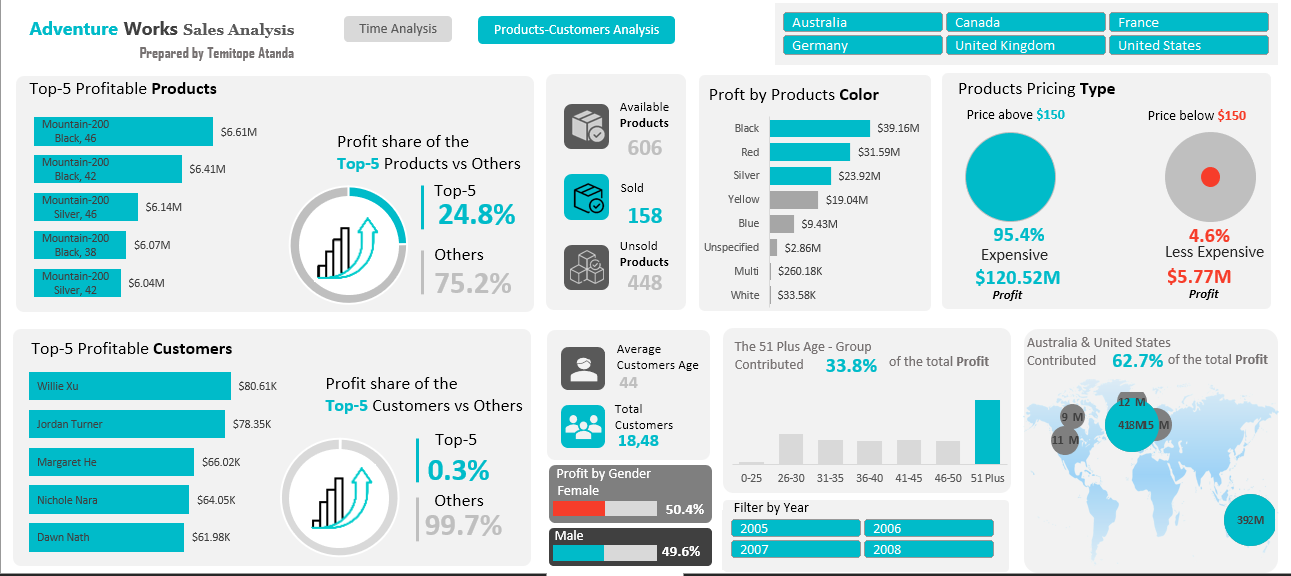 Adventure Works Sales Analysis
Prepared by Temitope Atanda
Time Analysis
Products-Customers Analysis
Australia
Canada
France
Germany
United Kingdom
United States
Top-5 Profitable Products
Mountain-200
Black, 46
$6.61M
Mountain-200
Black, 42
$6.41M
Mountain-200
Silver, 46
$6.14M
Mountain-200
Black, 38
$6.07M
Mountain-200
Silver, 42
$6.04M
Profit share of the
Top-5 Products vs Others
Top-5
24.8%
Others
75.2%
Available
Products
606
Sold
158
Unsold
Products
448
Proft by Products Color
Black
$39.16M
Red
$31.59M
Silver
$23.92M
Yellow
$19.04M
Blue
$9.43M
Unspecified
$2.86M
Multi
$260.18K
White
$33.58K
Products Pricing Type
Price above $150
95.4%
Expensive
$120.52M
Profit
Price below $150
4.6%
Less Expensive
$5.77M
Profit
Top-5 Profitable Customers
Willie Xu
$80.61K
Jordan Turner
$78.35K
Margaret He
$66.02K
Nichole Nara
$64.05K
Dawn Nath
$61.98K
Profit share of the
Top-5 Customers vs Others
Top-5
0.3%
Others
99.7%
Average
Customers Age
44
Total
Customers
18,48
Profit by Gender
Female
50.4%
Male
49.6%
The 51 Plus Age - Group
Contributed 33.8% of the total Profit
0-25 26-30 31-35 36-40 41-45 46-50 51 Plus
Filter by Year
2005
2006
2007
2008
Australia & United States
Contributed 62.7% of the total Profit
12 M
9 M
11 M
392M